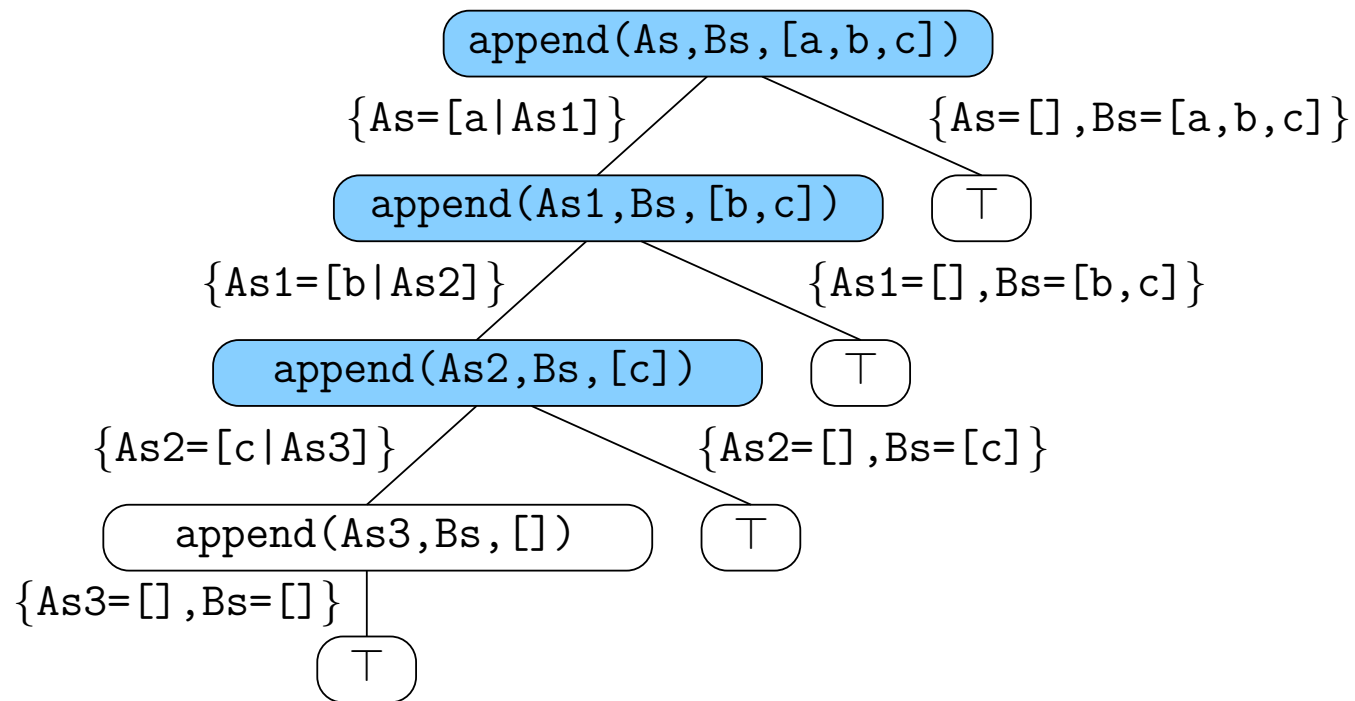 append(As,Bs,[a,b,c])
{As=[a|As1]} {As=[],Bs=[a,b,c]}
append(As1,Bs,[b,c]) ⊤
{As1=[b|As2]} {As1=[],Bs=[b,c]}
append(As2,Bs,[c]) ⊤
{As2=[c|As3]} {As2=[],Bs=[c]}
append(As3,Bs,[]) ⊤
{As3=[],Bs=[]}
⊤